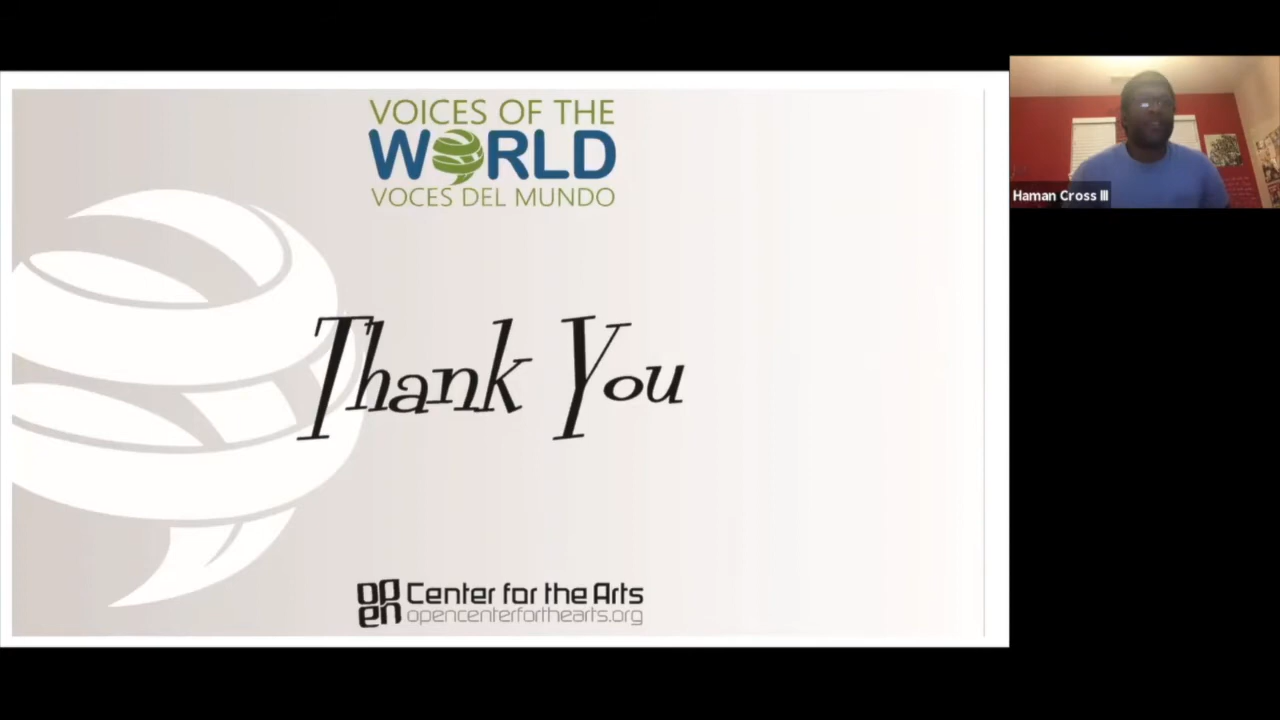 VOICES OF THE
WORLD
VOCES DEL MUNDO
Thank You
OPEN Center for the Arts
opencenterforthearts.org
Haman Cross III